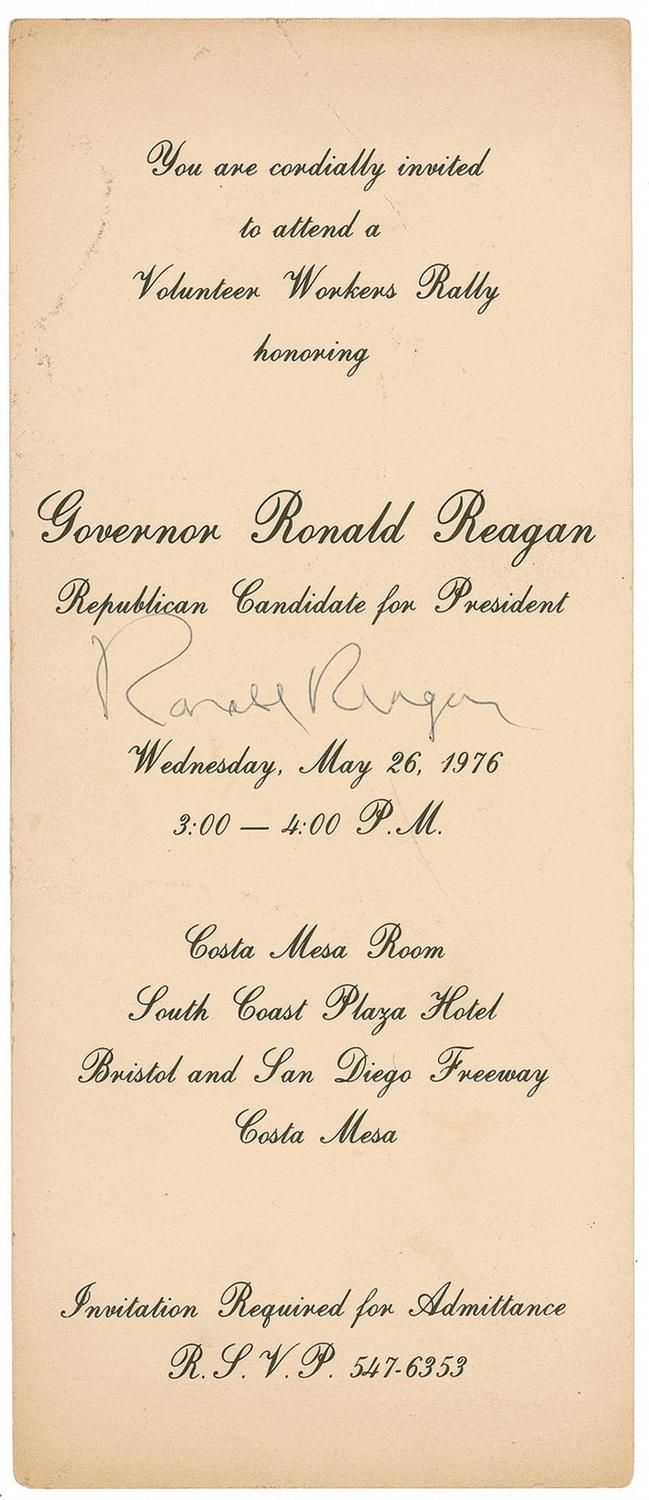 You are cordially invited
to attend a
Volunteer Workers Rally
honoring
Governor Ronald Reagan
Republican Candidate for President
Ronald Reagan
Wednesday, May 26, 1976
3:00 — 4:00 P.M.
Costa Mesa Room
South Coast Plaza Hotel
Bristol and San Diego Freeway
Costa Mesa
Invitation Required for Admittance
R.S.V.P. 547-6353